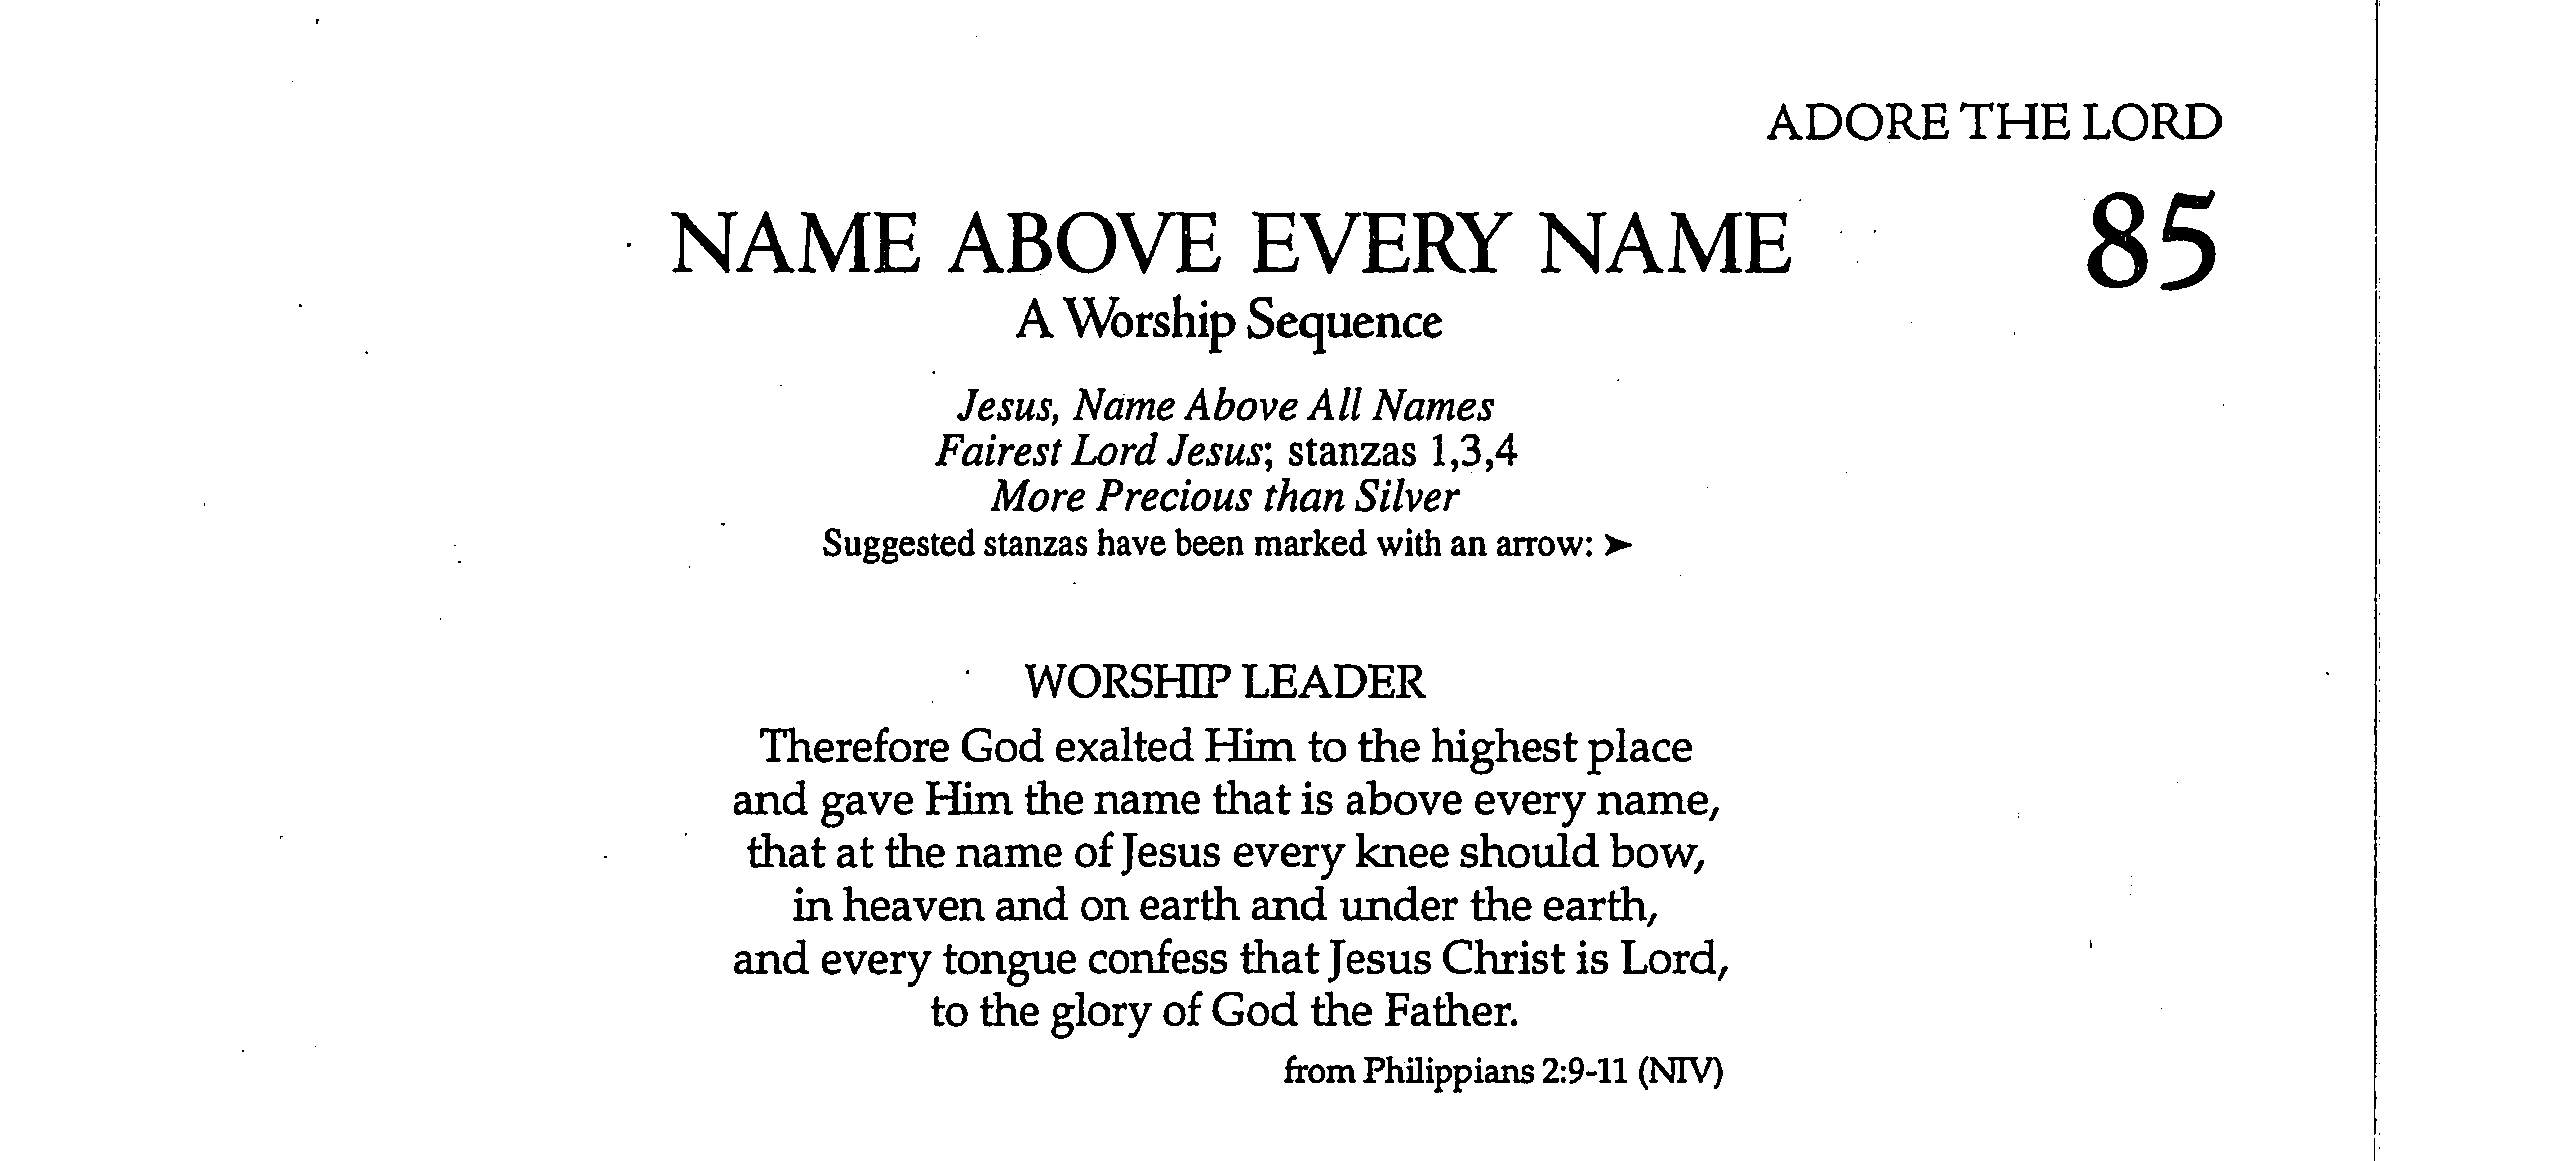 ADORE THE LORD
NAME ABOVE EVERY NAME 85
A Worship Sequence
Jesus, Name Above All Names
Fairest Lord Jesus; stanzas 1,3,4
More Precious than Silver
Suggested stanzas have been marked with an arrow: ➤
WORSHIP LEADER
Therefore God exalted Him to the highest place
and gave Him the name that is above every name,
that at the name of Jesus every knee should bow,
in heaven and on earth and under the earth,
and every tongue confess that Jesus Christ is Lord,
to the glory of God the Father.
from Philippians 2:9-11 (NIV)